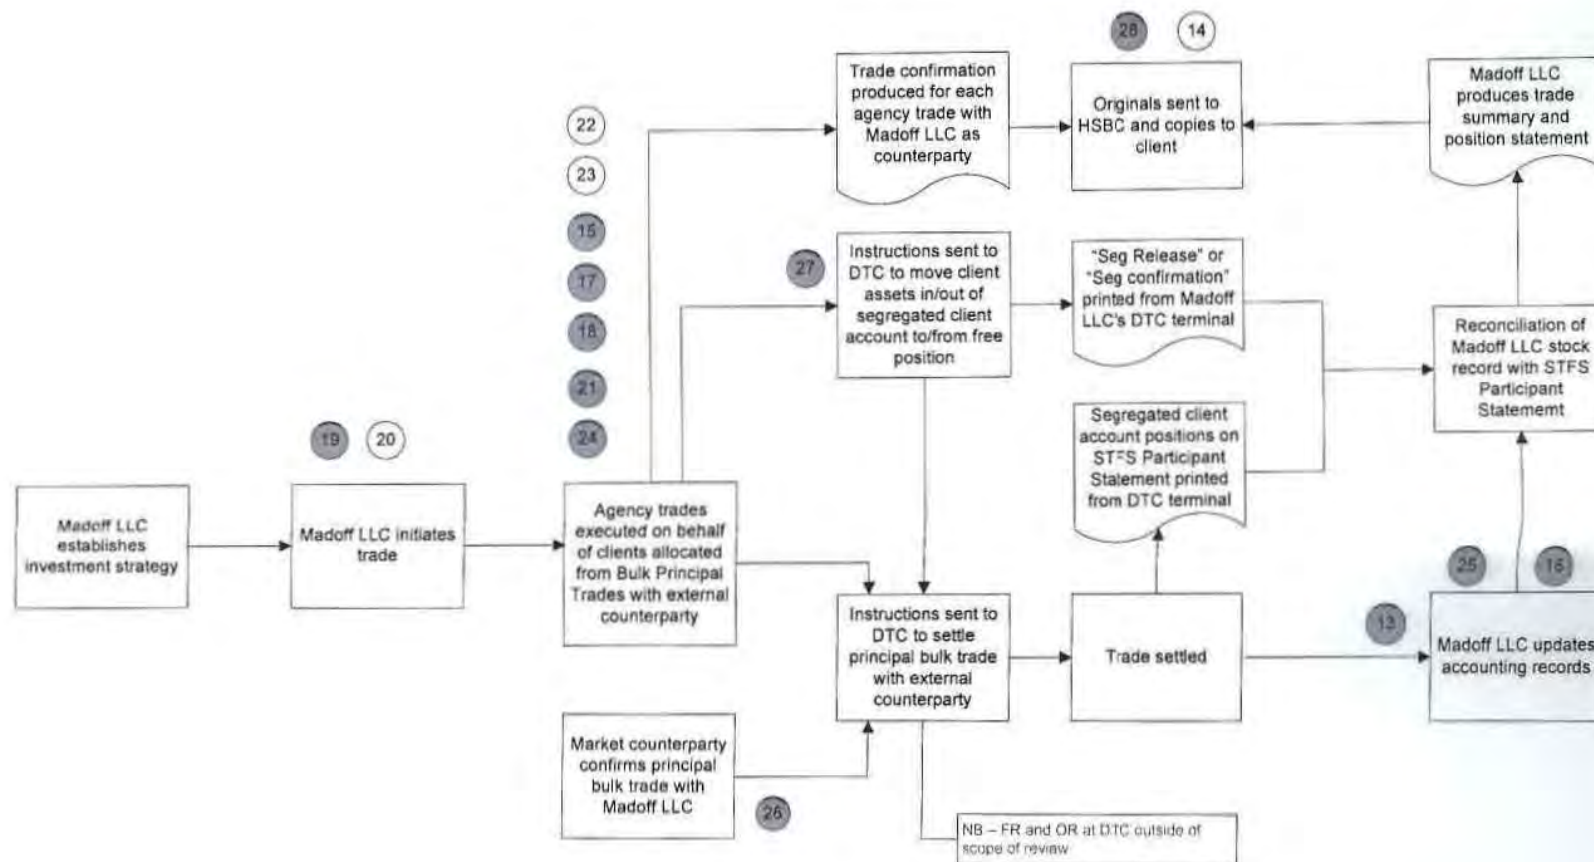 28
14
Trade confirmation
produced for each
agency trade with
Madoff LLC as
counterparty
Originals sent to
HSBC and copies to
client
Madoff LLC
produces trade
summary and
position statement
22
23
15
17
18
21
24
27
Instructions sent to
DTC to move client
assets in/out of
segregated client
account to/from free
position
"Seg Release" or
"Seg confirmation"
printed from Madoff
LLC's DTC terminal
Reconciliation of
Madoff LLC stock
record with STFS
Participant
Statememt
Segregated client
account positions on
STFS Participant
Statement printed
from DTC terminal
19
20
Madoff LLC
establishes
investment strategy
Madoff LLC initiates
trade
Agency trades
executed on behalf
of clients allocated
from Bulk Principal
Trades with external
counterparty
Instructions sent to
DTC to settle
principal bulk trade
with external
counterparty
Trade settled
13
25
16
Madoff LLC updates
accounting records
Market counterparty
confirms principal
bulk trade with
Madoff LLC
26
NB – FR and OR at DTC outside of
scope of review